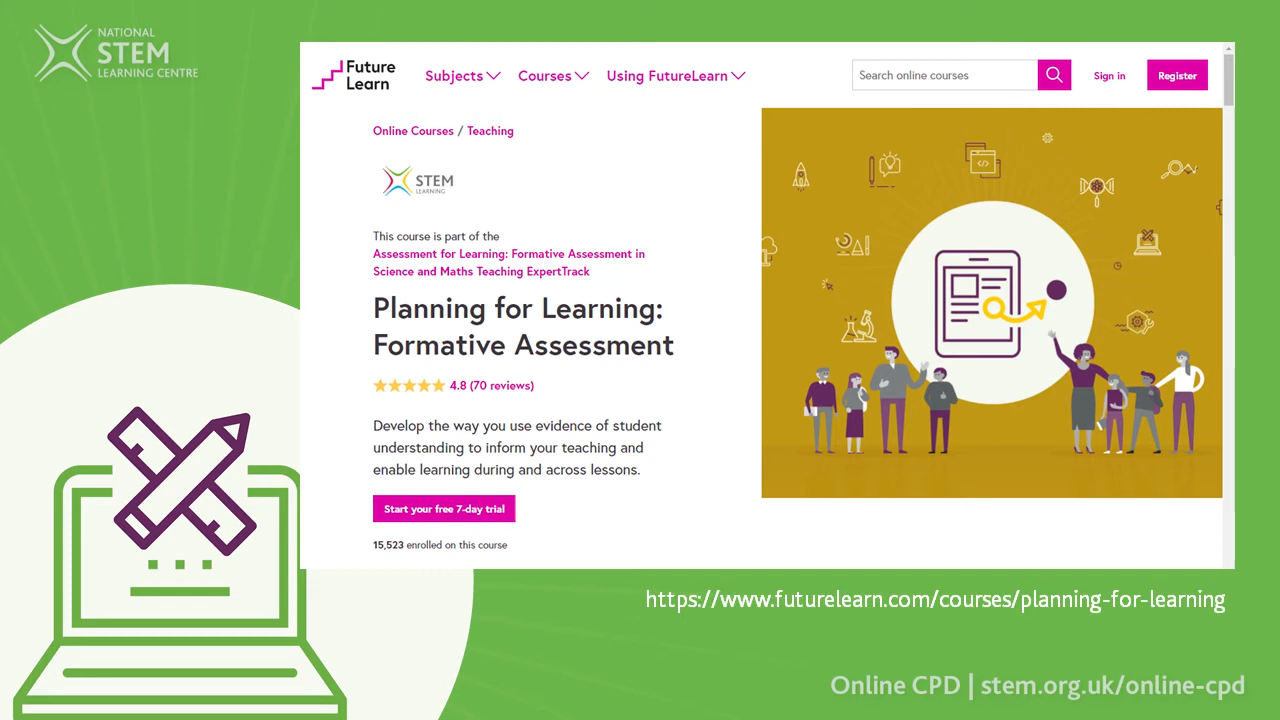 NATIONAL
STEM
LEARNING CENTRE
Future
Learn
Subjects
Courses
Using FutureLearn
Search online courses
Sign in
Register
Online Courses / Teaching
STEM
LEARNING
This course is part of the
Assessment for Learning: Formative Assessment in
Science and Maths Teaching ExpertTrack
Planning for Learning:
Formative Assessment
4.8 (70 reviews)
Develop the way you use evidence of student
understanding to inform your teaching and
enable learning during and across lessons.
Start your free 7-day trial
15,523 enrolled on this course
https://www.futurelearn.com/courses/planning-for-learning
Online CPD | stem.org.uk/online-cpd